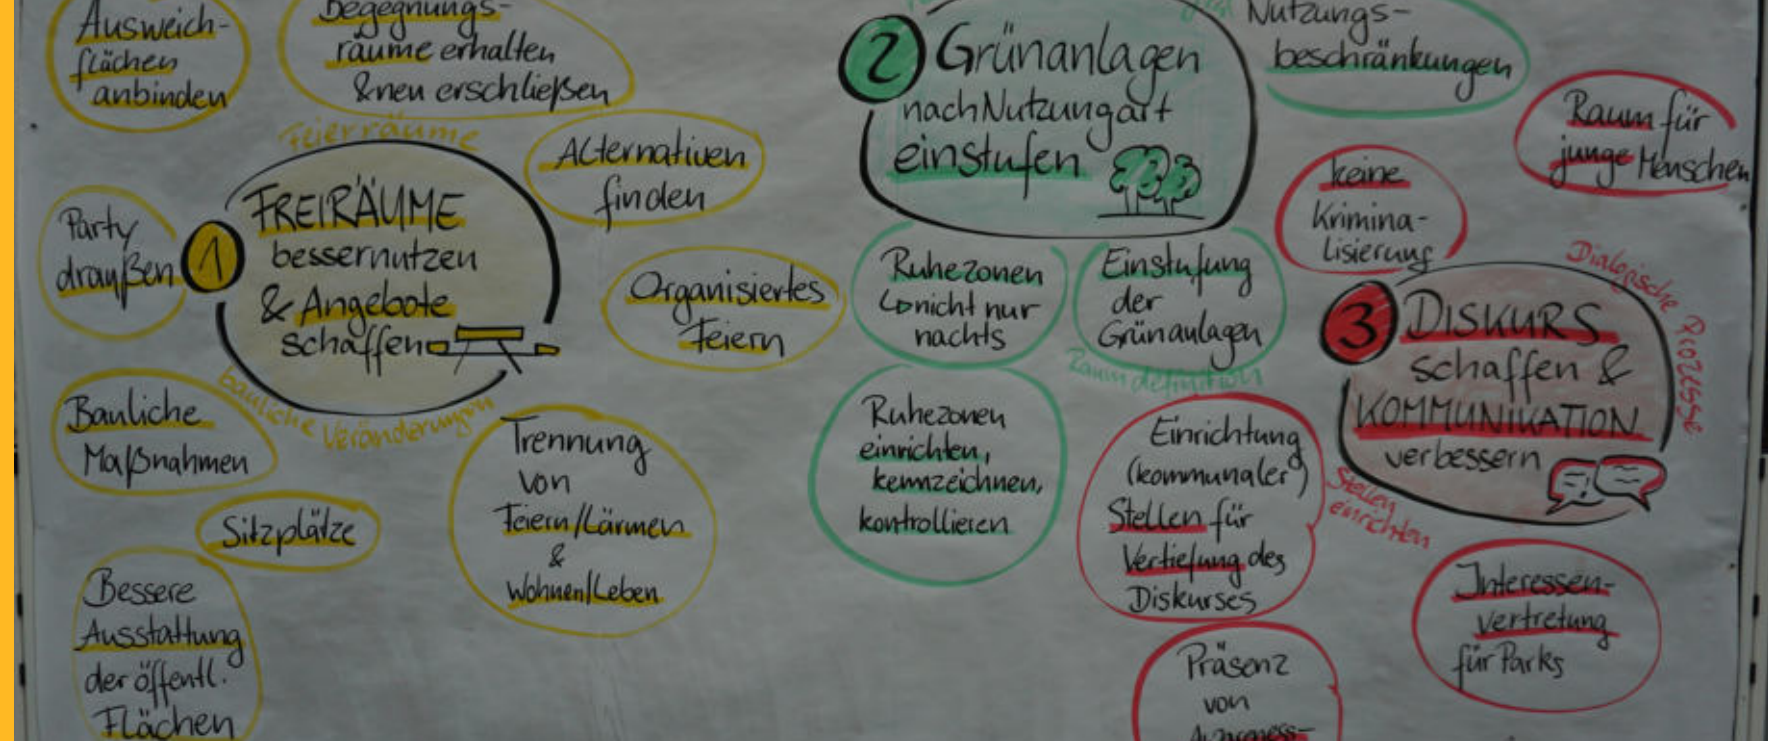 Ausweich-
flächen
anbinden
Begegnungs-
räume erhalten
& neu erschließen
Feierräume
Alternativen
finden
Party
draußen
1
FREIRÄUME
besser nutzen
& Angebote
schaffen
Organisiertes
Feiern
Bauliche
Maßnahmen
bauliche Veränderungen
Sitzplätze
Trennung
von
Feiern/Lärmen
&
Wohnen/Leben
Bessere
Ausstattung
der öffentl.
Flächen
2
Grünanlagen
nach Nutzungart
einstufen
Nutzungs-
beschränkungen
Ruhezonen
↳ nicht nur
nachts
Einstufung
der
Grünanlagen
Raumdefinition
Ruhezonen
einrichten,
kennzeichnen,
kontrollieren
Raum für
junge Menschen
keine
Krimina-
lisierung
Dialogische Prozesse
3
DISKURS
schaffen &
KOMMUNIKATION
verbessern
Stellen
einrichten
Einrichtung
(kommunaler)
Stellen für
Vertiefung des
Diskurses
Interessen-
vertretung
für Parks
Präsenz
von
Awareness-